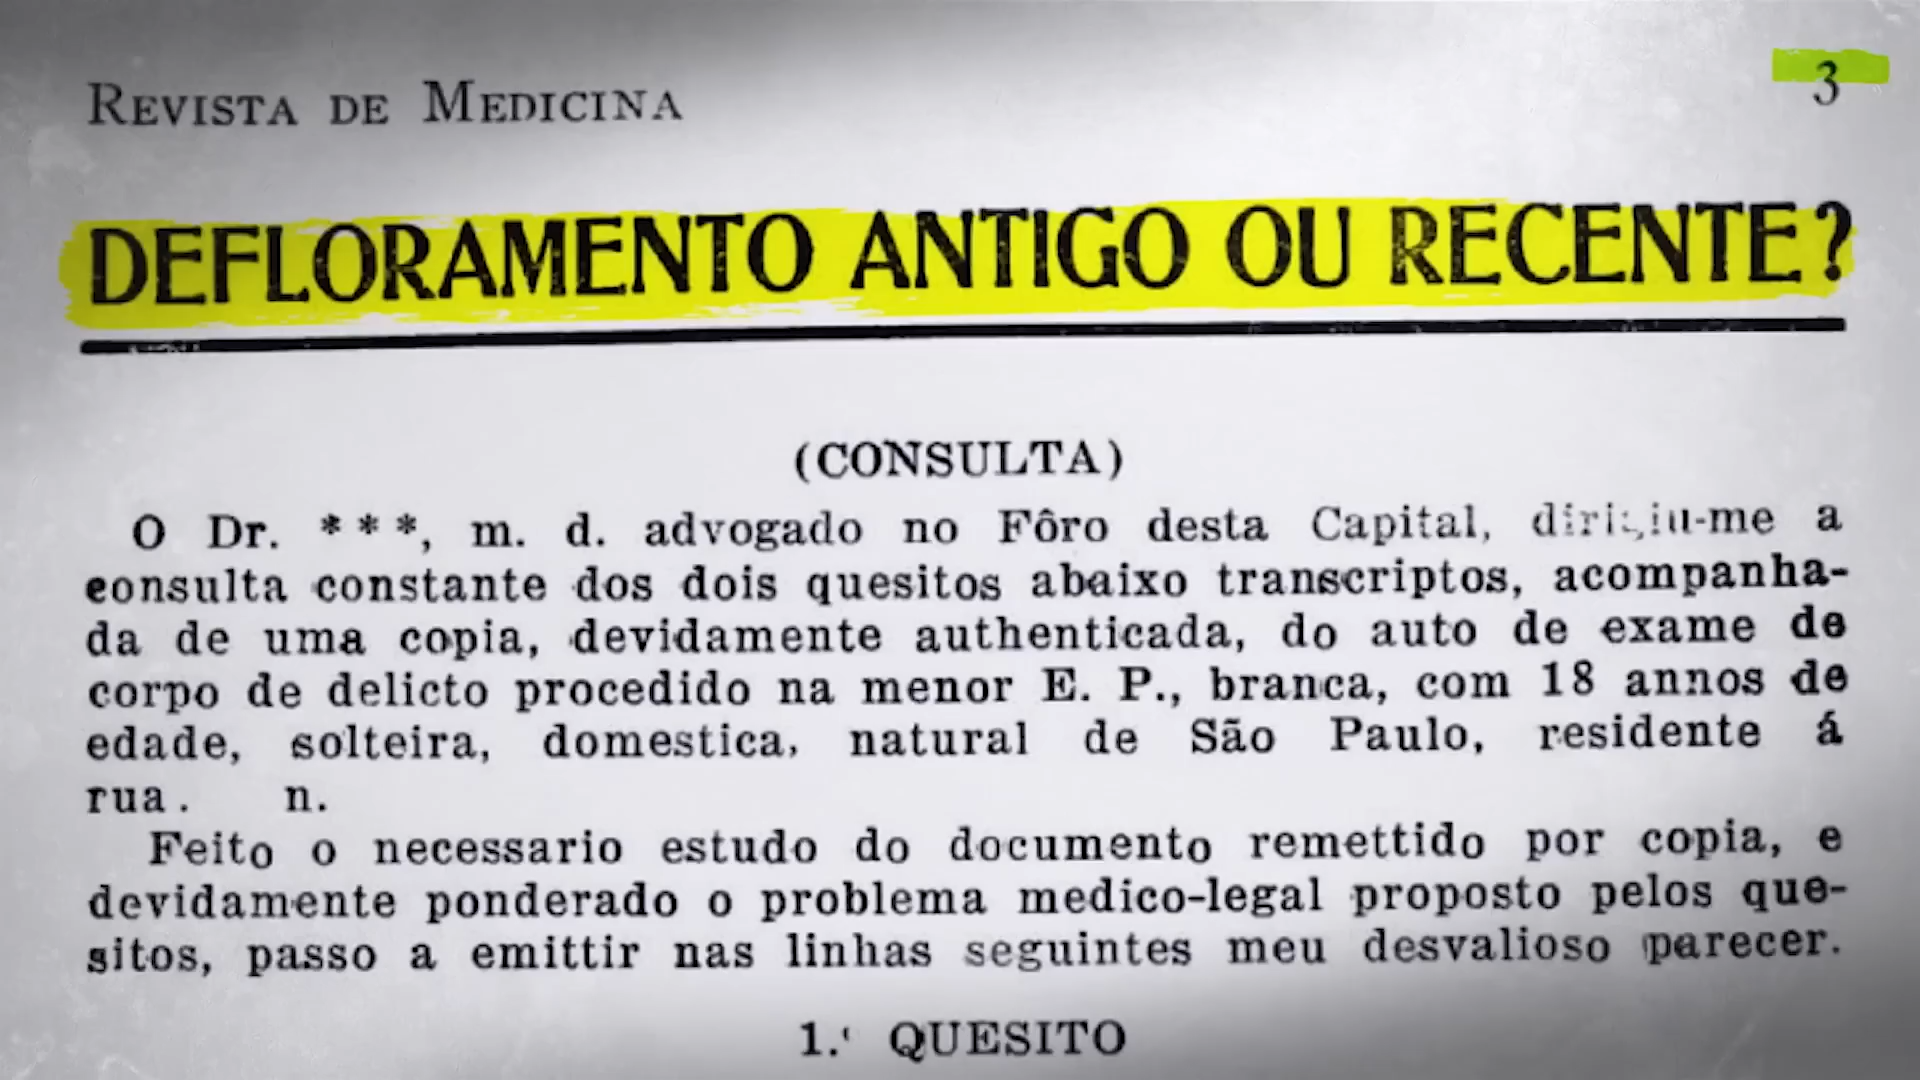 REVISTA DE MEDICINA
3
DEFLORAMENTO ANTIGO OU RECENTE?
(CONSULTA)
O Dr. ***, m. d. advogado no Fôro desta Capital, dirigiu-me a
consulta constante dos dois quesitos abaixo transcriptos, acompanha-
da de uma copia, devidamente authenticada, do auto de exame de
corpo de delicto procedido na menor E. P., branca, com 18 annos de
edade, solteira, domestica, natural de São Paulo, residente á
rua. n.
Feito o necessario estudo do documento remettido por copia, e
devidamente ponderado o problema medico-legal proposto pelos que-
sitos, passo a emittir nas linhas seguintes meu desvalioso parecer.
1.' QUESITO